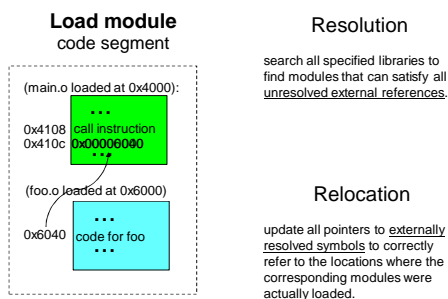 Load module
code segment
(main.o loaded at 0x4000):
...
0x4108 call instruction
0x410c
...
(foo.o loaded at 0x6000)
...
0x6040 code for foo
...
Resolution
search all specified libraries to
find modules that can satisfy all
unresolved external references.
Relocation
update all pointers to externally
resolved symbols to correctly
refer to the locations where the
corresponding modules were
actually loaded.